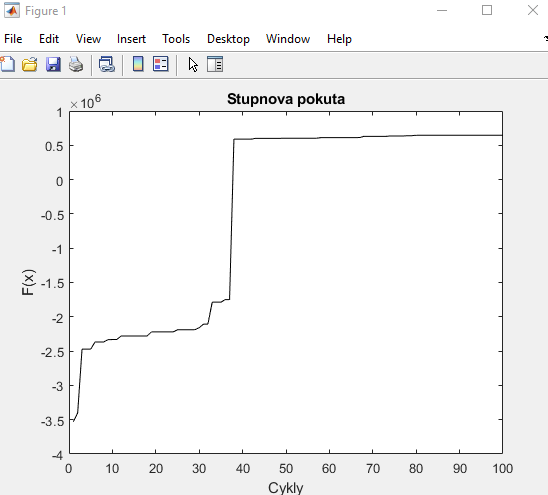 Figure 1
File Edit View Insert Tools Desktop Window Help
Stupnova pokuta
×10^6
1
0.5
0
-0.5
-1
-1.5
-2
-2.5
-3
-3.5
-4
F(x)
0 10 20 30 40 50 60 70 80 90 100
Cykly